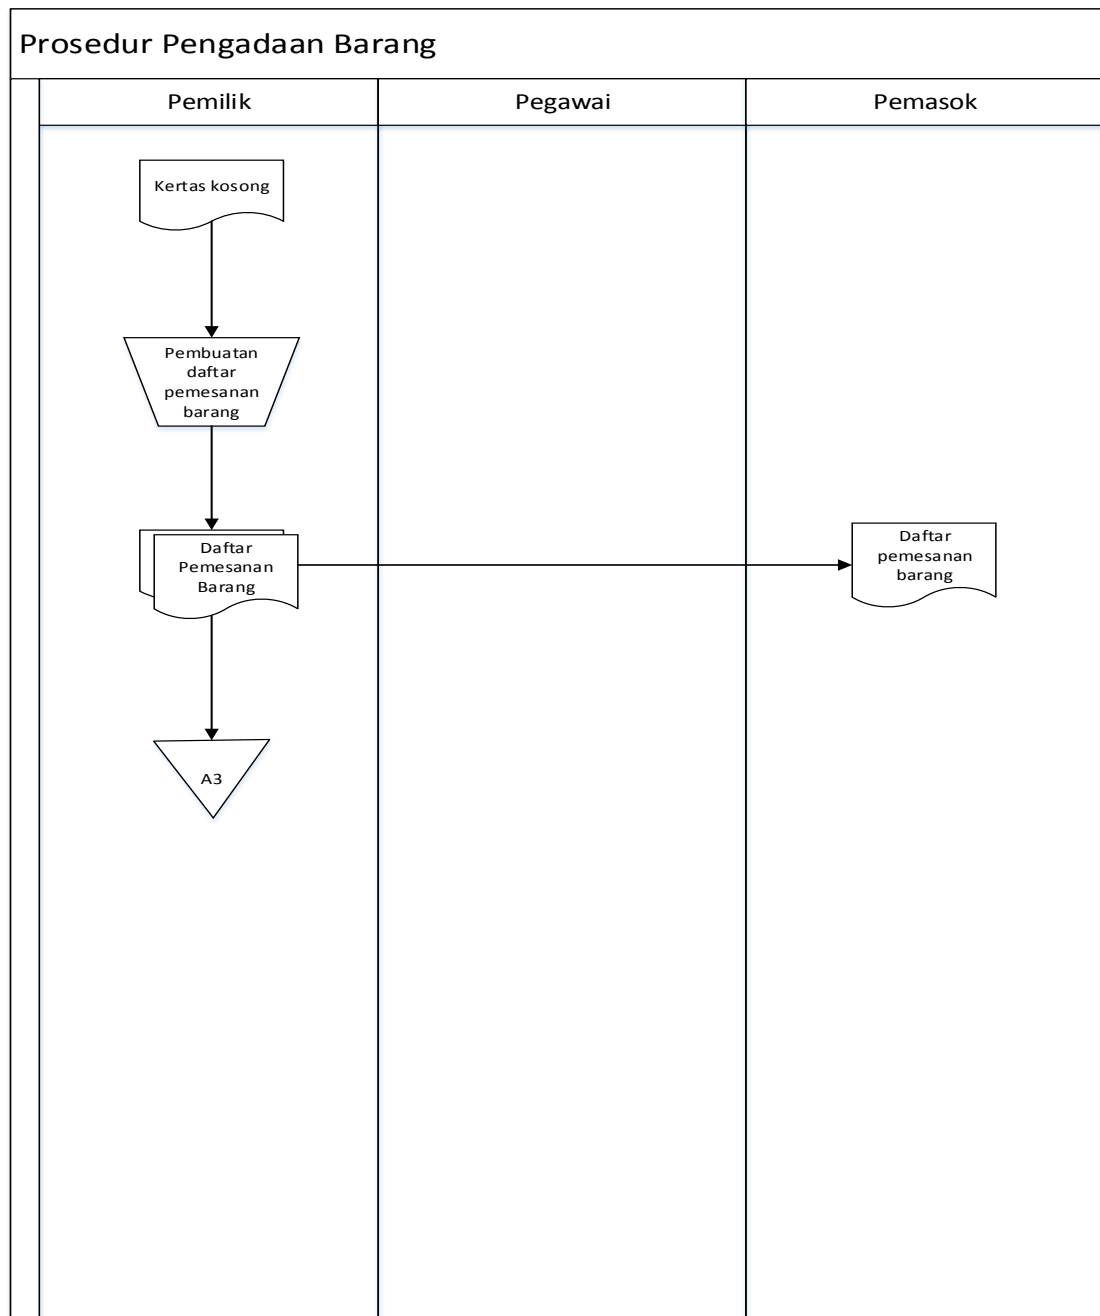 Prosedur Pengadaan Barang
Pemilik
Pegawai
Pemasok
Kertas kosong
Pembuatan
daftar
pemesanan
barang
Daftar
Pemesanan
Barang
Daftar
pemesanan
barang
A3